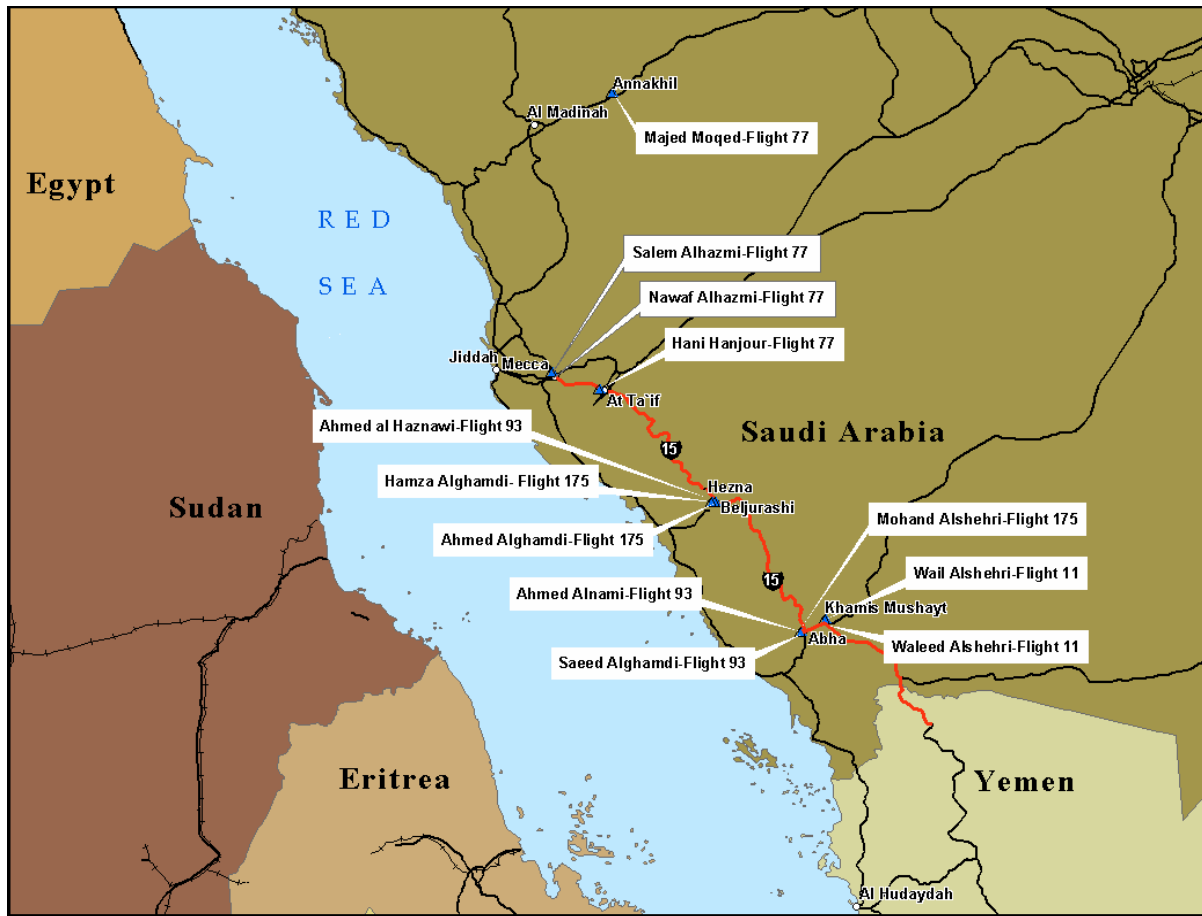 Annakhil
Al Madinah
Majed Moqed-Flight 77
Egypt
RED
SEA
Salem Alhazmi-Flight 77
Nawaf Alhazmi-Flight 77
Hani Hanjour-Flight 77
Jiddah
Mecca
At Ta`if
Ahmed al Haznawi-Flight 93
Saudi Arabia
15
Hamza Alghamdi- Flight 175
Hezna
Beljurashi
Sudan
Mohand Alshehri-Flight 175
Ahmed Alghamdi-Flight 175
Wail Alshehri-Flight 11
15
Ahmed Alnami-Flight 93
Khamis Mushayt
Abha
Waleed Alshehri-Flight 11
Saeed Alghamdi-Flight 93
Eritrea
Yemen
Al Hudaydah